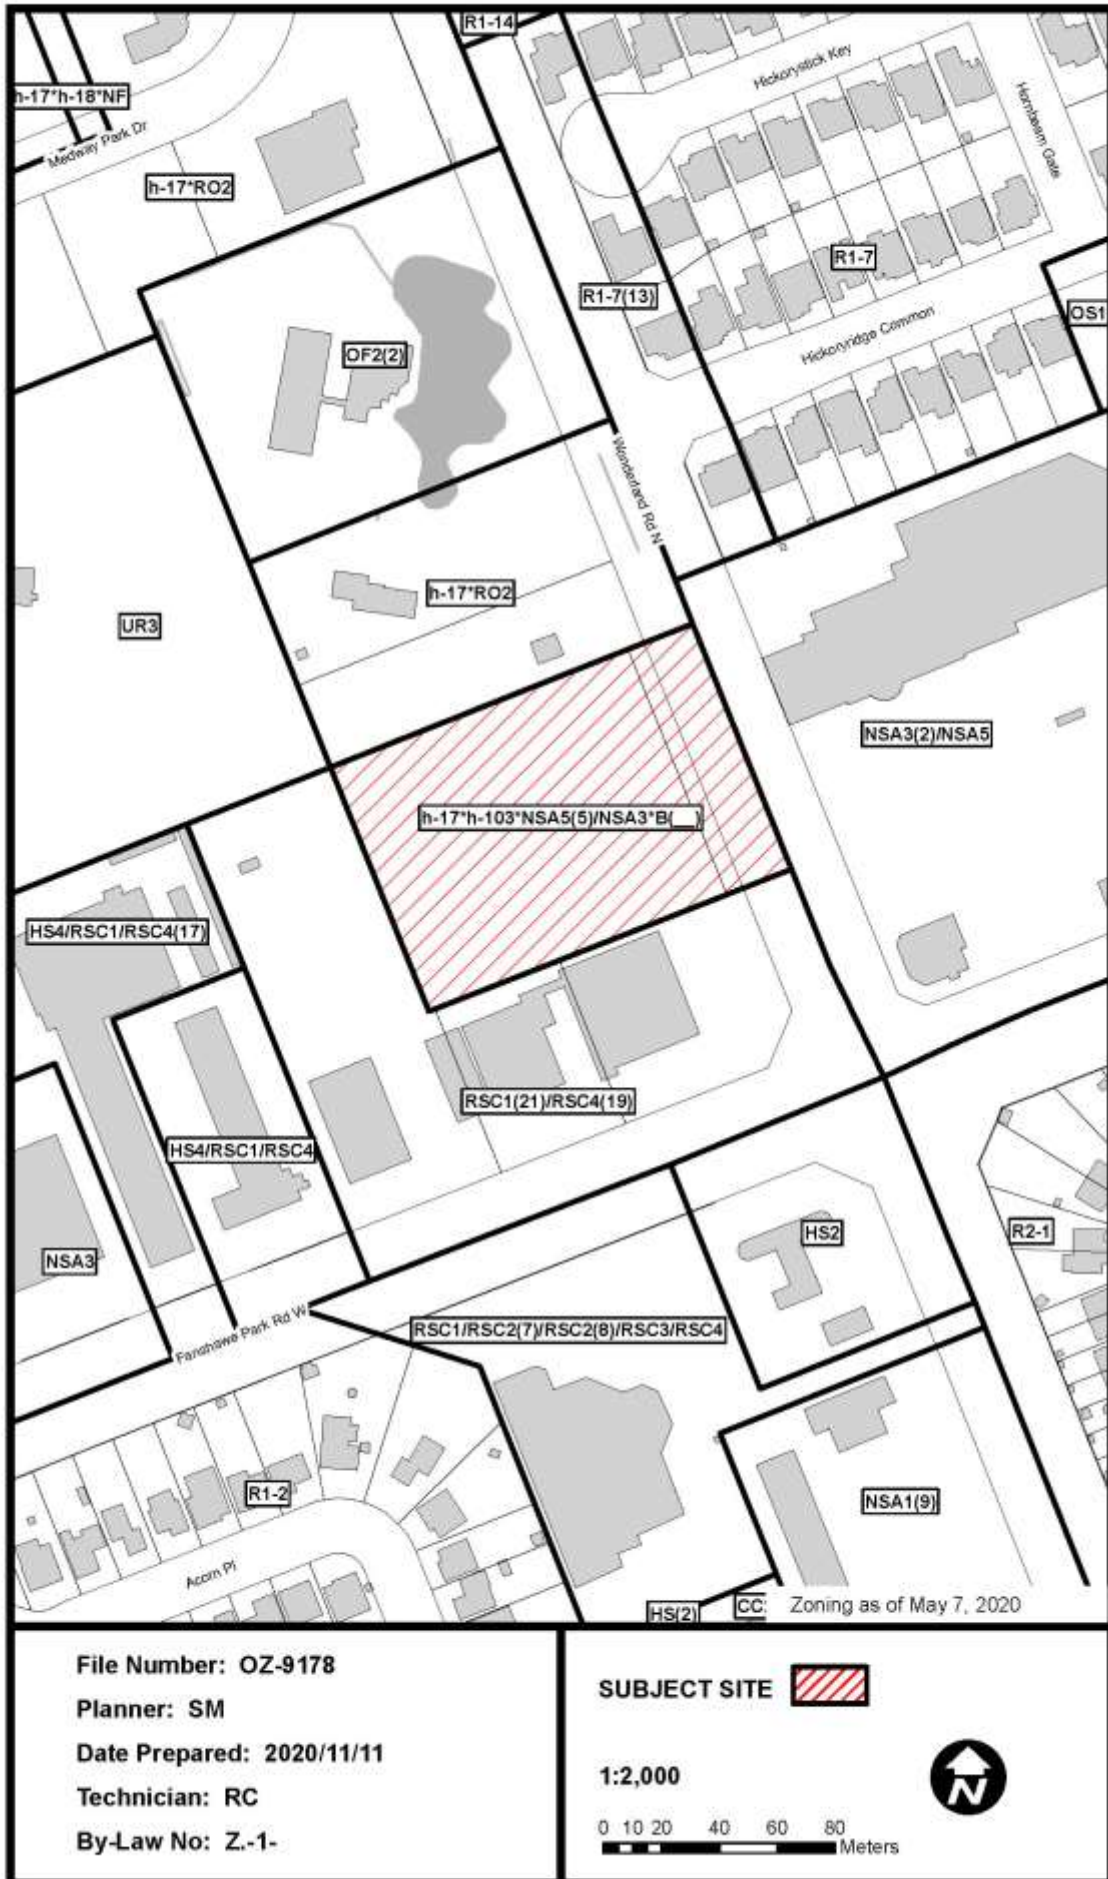 R1-14
Hickorystick Key
h-17*h-18*NF
Hornbeam Gate
Medway Park Dr
h-17*RO2
R1-7
R1-7(13)
OS1
Hickoryridge Common
OF2(2)
Wonderland Rd N
h-17*RO2
UR3
NSA3(2)/NSA5
h-17*h-103*NSA5(5)/NSA3*B(__)
HS4/RSC1/RSC4(17)
RSC1(21)/RSC4(19)
HS4/RSC1/RSC4
NSA3
HS2
R2-1
Fanshawe Park Rd W
RSC1/RSC2(7)/RSC2(8)/RSC3/RSC4
R1-2
NSA1(9)
Acorn Pl
HS(2)
CC
Zoning as of May 7, 2020
File Number: OZ-9178
Planner: SM
Date Prepared: 2020/11/11
Technician: RC
By-Law No: Z.-1-
SUBJECT SITE
1:2,000
N
0 10 20 40 60 80
Meters